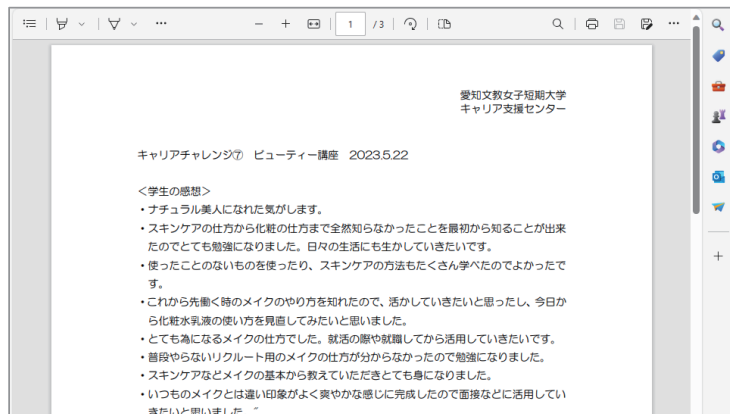 1 /3
愛知文教女子短期大学
キャリア支援センター
キャリアチャレンジ⑦　ビューティー講座　2023.5.22
＜学生の感想＞
・ナチュラル美人になれた気がします。
・スキンケアの仕方から化粧の仕方まで全然知らなかったことを最初から知ることが出来
たのでとても勉強になりました。日々の生活にも生かしていきたいです。
・使ったことのないものを使ったり、スキンケアの方法もたくさん学べたのでよかったで
す。
・これから先働く時のメイクのやり方を知れたので、活かしていきたいと思ったし、今日か
ら化粧水乳液の使い方を見直してみたいと思いました。
・とても為になるメイクの仕方でした。就活の際や就職してから活用していきたいです。
・普段やらないリクルート用のメイクの仕方が分からなかったので勉強になりました。
・スキンケアなどメイクの基本から教えていただきとても身になりました。
・いつものメイクとは違い印象がよく爽やかな感じに完成したので面接などに活用してい
きたいと思いました。